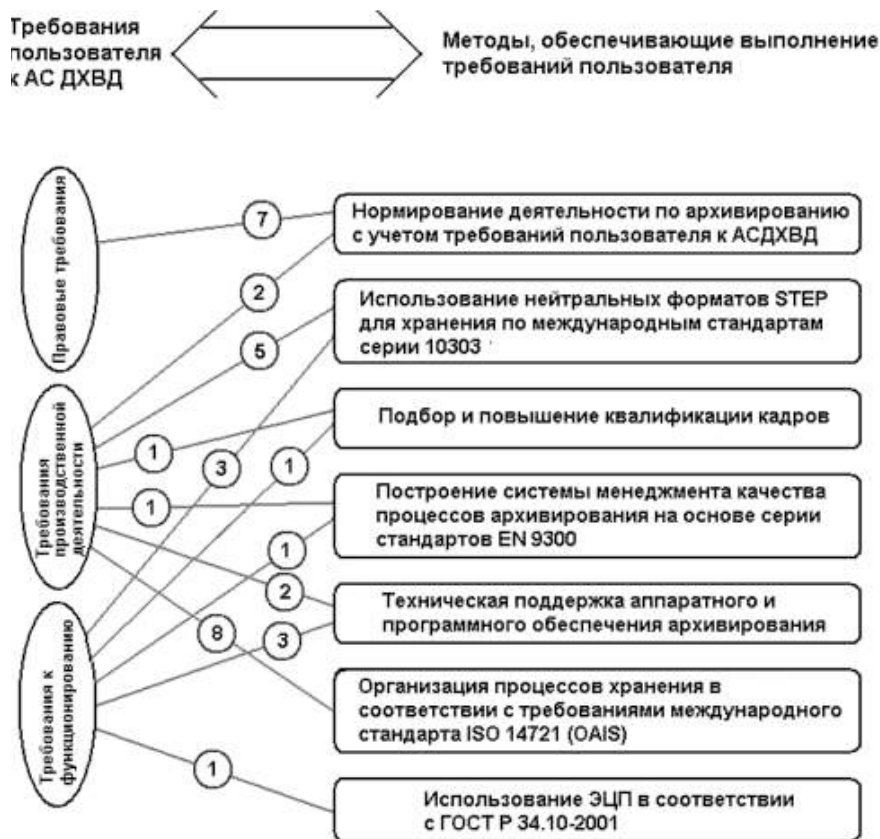 Требования
пользователя
к АС ДХВД
Методы, обеспечивающие выполнение
требований пользователя
Правовые требования
7
Нормирование деятельности по архивированию
с учетом требований пользователя к АСДХВД
2
Использование нейтральных форматов STEP
для хранения по международным стандартам
серии 10303
5
Требования
производственной
деятельности
1
3
1
Подбор и повышение квалификации кадров
1
Построение системы менеджмента качества
процессов архивирования на основе серии
стандартов EN 9300
1
2
Техническая поддержка аппаратного и
программного обеспечения архивирования
8
3
Требования к
функционированию
Организация процессов хранения в
соответствии с требованиями международного
стандарта ISO 14721 (OAIS)
1
Использование ЭЦП в соответствии
с ГОСТ Р 34.10-2001